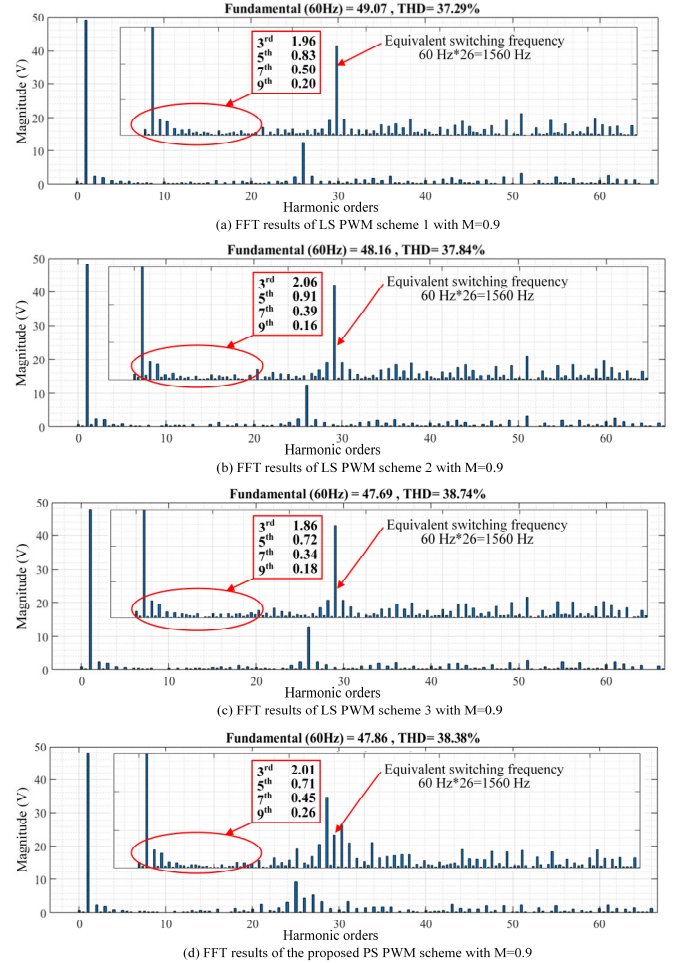 Fundamental (60Hz) = 49.07 , THD= 37.29%
50
40
30
20
10
0
Magnitude (V)
3rd 1.96
5th 0.83
7th 0.50
9th 0.20
Equivalent switching frequency
60 Hz*26=1560 Hz
0 10 20 30 40 50 60
Harmonic orders
(a) FFT results of LS PWM scheme 1 with M=0.9
Fundamental (60Hz) = 48.16 , THD= 37.84%
50
40
30
20
10
0
Magnitude (V)
3rd 2.06
5th 0.91
7th 0.39
9th 0.16
Equivalent switching frequency
60 Hz*26=1560 Hz
0 10 20 30 40 50 60
Harmonic orders
(b) FFT results of LS PWM scheme 2 with M=0.9
Fundamental (60Hz) = 47.69 , THD= 38.74%
50
40
30
20
10
0
Magnitude (V)
3rd 1.86
5th 0.72
7th 0.34
9th 0.18
Equivalent switching frequency
60 Hz*26=1560 Hz
0 10 20 30 40 50 60
Harmonic orders
(c) FFT results of LS PWM scheme 3 with M=0.9
Fundamental (60Hz) = 47.86 , THD= 38.38%
50
40
30
20
10
0
Magnitude (V)
3rd 2.01
5th 0.71
7th 0.45
9th 0.26
Equivalent switching frequency
60 Hz*26=1560 Hz
0 10 20 30 40 50 60
Harmonic orders
(d) FFT results of the proposed PS PWM scheme with M=0.9